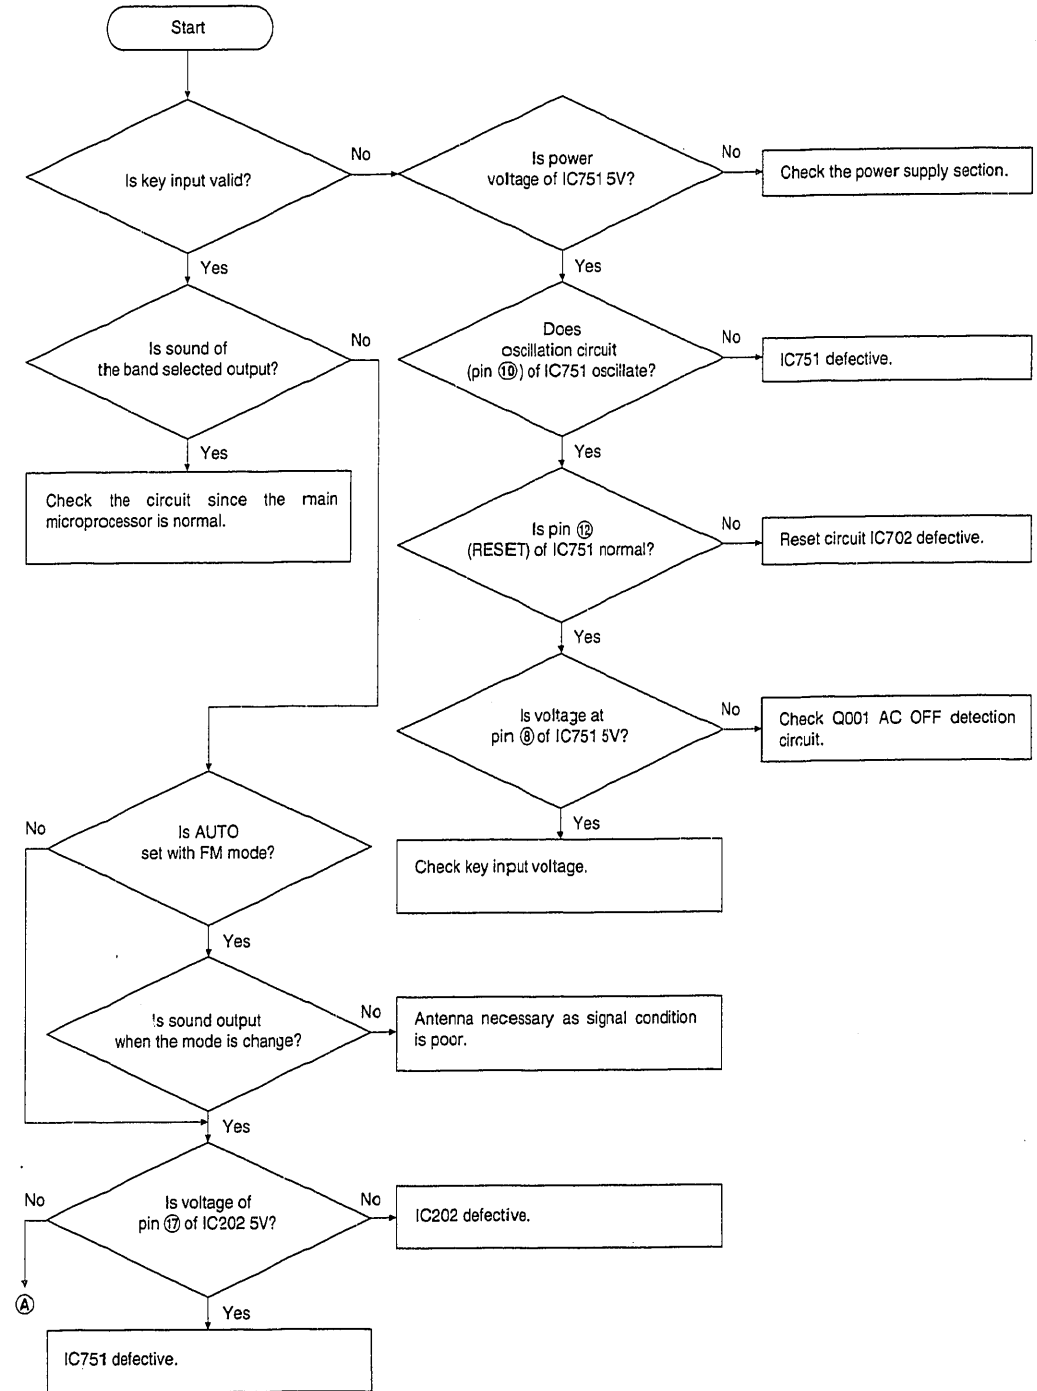 Start
Is key input valid?
No
Yes
Is power
voltage of IC751 5V?
No
Check the power supply section.
Yes
Is sound of
the band selected output?
No
Yes
Check the circuit since the main
microprocessor is normal.
Does
oscillation circuit
(pin ⑩) of IC751 oscillate?
No
IC751 defective.
Yes
Is pin ⑫
(RESET) of IC751 normal?
No
Reset circuit IC702 defective.
Yes
Is voltage at
pin ⑧ of IC751 5V?
No
Check Q001 AC OFF detection
circuit.
Yes
Check key input voltage.
Is AUTO
set with FM mode?
No
Yes
Is sound output
when the mode is change?
No
Antenna necessary as signal condition
is poor.
Yes
Is voltage of
pin ⑰ of IC202 5V?
No
Ⓐ
No
IC202 defective.
Yes
IC751 defective.